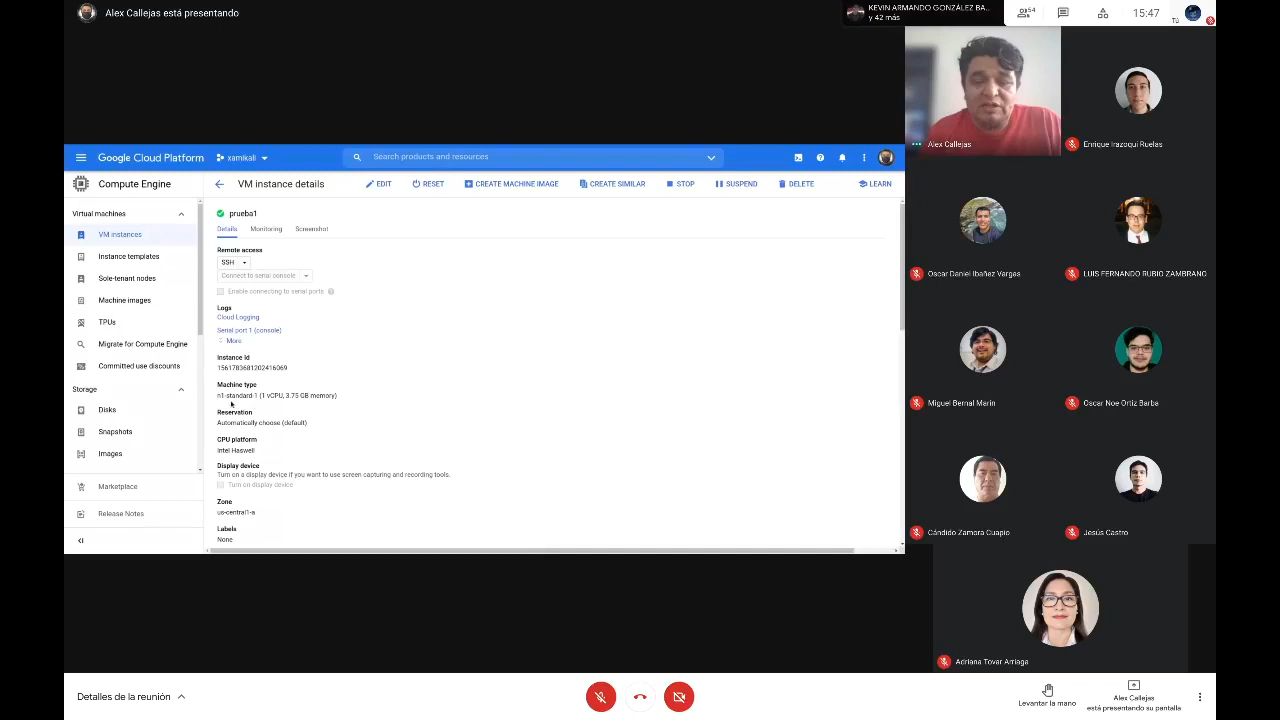 Alex Callejas está presentando
KEVIN ARMANDO GONZÁLEZ BA...
y 42 más
54
15:47
Tú
Google Cloud Platform
xamikali
Search products and resources
Compute Engine
VM instance details
EDIT
RESET
CREATE MACHINE IMAGE
CREATE SIMILAR
STOP
SUSPEND
DELETE
LEARN
Virtual machines
VM instances
Instance templates
Sole-tenant nodes
Machine images
TPUs
Migrate for Compute Engine
Committed use discounts
Storage
Disks
Snapshots
Images
Marketplace
Release Notes
prueba1
Details
Monitoring
Screenshot
Remote access
SSH
Connect to serial console
Enable connecting to serial ports
Logs
Cloud Logging
Serial port 1 (console)
More
Instance Id
1561783681202416069
Machine type
n1-standard-1 (1 vCPU, 3.75 GB memory)
Reservation
Automatically choose (default)
CPU platform
Intel Haswell
Display device
Turn on a display device if you want to use screen capturing and recording tools.
Turn on display device
Zone
us-central1-a
Labels
None
Alex Callejas
Enrique Irazoqui Ruelas
Oscar Daniel Ibañez Vargas
LUIS FERNANDO RUBIO ZAMBRANO
Miguel Bernal Marin
Oscar Noe Ortiz Barba
Cándido Zamora Cuapio
Jesús Castro
Adriana Tovar Arriaga
Detalles de la reunión
Levantar la mano
Alex Callejas
está presentando su pantalla